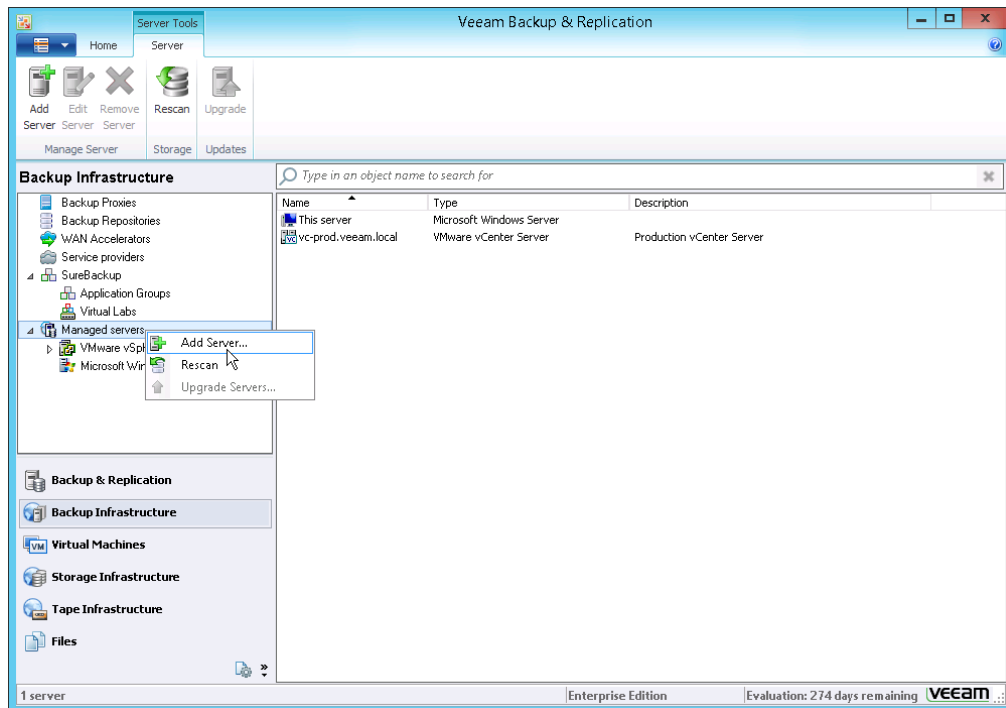 Server Tools
Veeam Backup & Replication
Home
Server
Add Server
Edit Server
Remove Server
Rescan
Upgrade
Manage Server
Storage
Updates
Backup Infrastructure
Type in an object name to search for
Backup Proxies
Backup Repositories
WAN Accelerators
Service providers
SureBackup
Application Groups
Virtual Labs
Managed servers
VMware vSph
Microsoft Wir
Add Server...
Rescan
Upgrade Servers...
Name Type Description
This server Microsoft Windows Server
vc-prod.veeam.local VMware vCenter Server Production vCenter Server
Backup & Replication
Backup Infrastructure
Virtual Machines
Storage Infrastructure
Tape Infrastructure
Files
1 server
Enterprise Edition
Evaluation: 274 days remaining
veeam